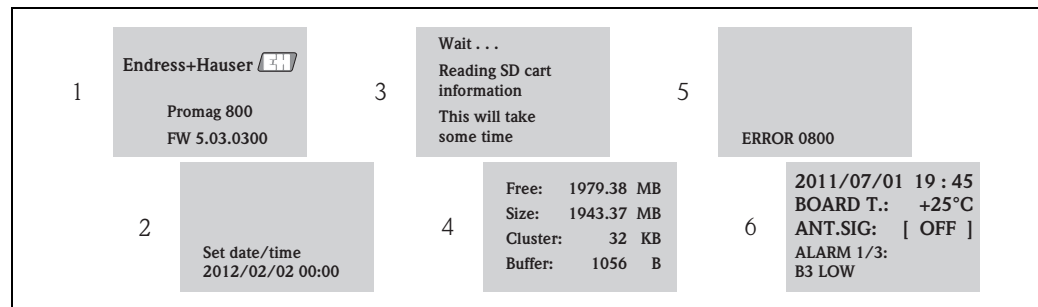 1
Endress+Hauser EH
Promag 800
FW 5.03.0300
2
Set date/time
2012/02/02 00:00
3
Wait . . .
Reading SD cart
information
This will take
some time
4
Free: 1979.38 MB
Size: 1943.37 MB
Cluster: 32 KB
Buffer: 1056 B
5
ERROR 0800
6
2011/07/01 19 : 45
BOARD T.: +25°C
ANT.SIG: [ OFF ]
ALARM 1/3:
B3 LOW